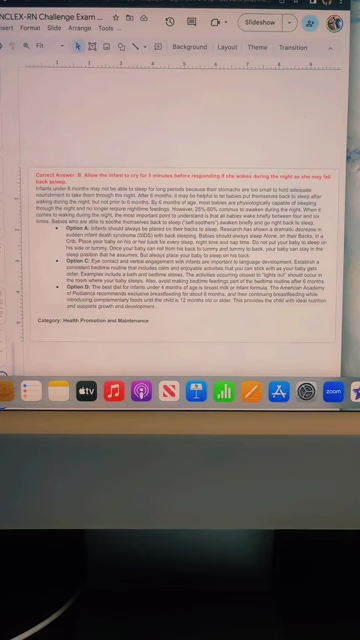 NCLEX-RN Challenge Exam ...
Slideshow
nsert Format Slide Arrange Tools ...
Fit
Background Layout Theme Transition
Correct Answer: B. Allow the infant to cry for 5 minutes before responding if she wakes during the night as she may fall
back asleep.
Infants under 6 months may not be able to sleep for long periods because their stomachs are too small to hold adequate
nourishment to take them through the night. After 6 months, it may be helpful to let babies put themselves back to sleep after
waking during the night, but not prior to 6 months. By 6 months of age, most babies are physiologically capable of sleeping
through the night and no longer require nighttime feedings. However, 25%-50% continue to awaken during the night. When it
comes to waking during the night, the most important point to understand is that all babies wake briefly between four and six
times. Babies who are able to soothe themselves back to sleep ("self-soothers") awaken briefly and go right back to sleep.
• Option A: Infants should always be placed on their backs to sleep. Research has shown a dramatic decrease in
sudden infant death syndrome (SIDS) with back sleeping. Babies should always sleep Alone, on their Backs, in a
Crib. Place your baby on his or her back for every sleep, night time and nap time. Do not put your baby to sleep on
his side or tummy. Once your baby can roll from his back to tummy and tummy to back, your baby can stay in the
sleep position that he assumes. But always place your baby to sleep on his back.
• Option C: Eye contact and verbal engagement with infants are important to language development. Establish a
consistent bedtime routine that includes calm and enjoyable activities that you can stick with as your baby gets
older. Examples include a bath and bedtime stories. The activities occurring closest to "lights out" should occur in
the room where your baby sleeps. Also, avoid making bedtime feedings part of the bedtime routine after 6 months.
• Option D: The best diet for infants under 4 months of age is breast milk or infant formula. The American Academy
of Pediatrics recommends exclusive breastfeeding for about 6 months, and then continuing breastfeeding while
introducing complementary foods until the child is 12 months old or older. This provides the child with ideal nutrition
and supports growth and development.
Category: Health Promotion and Maintenance
tv
zoom